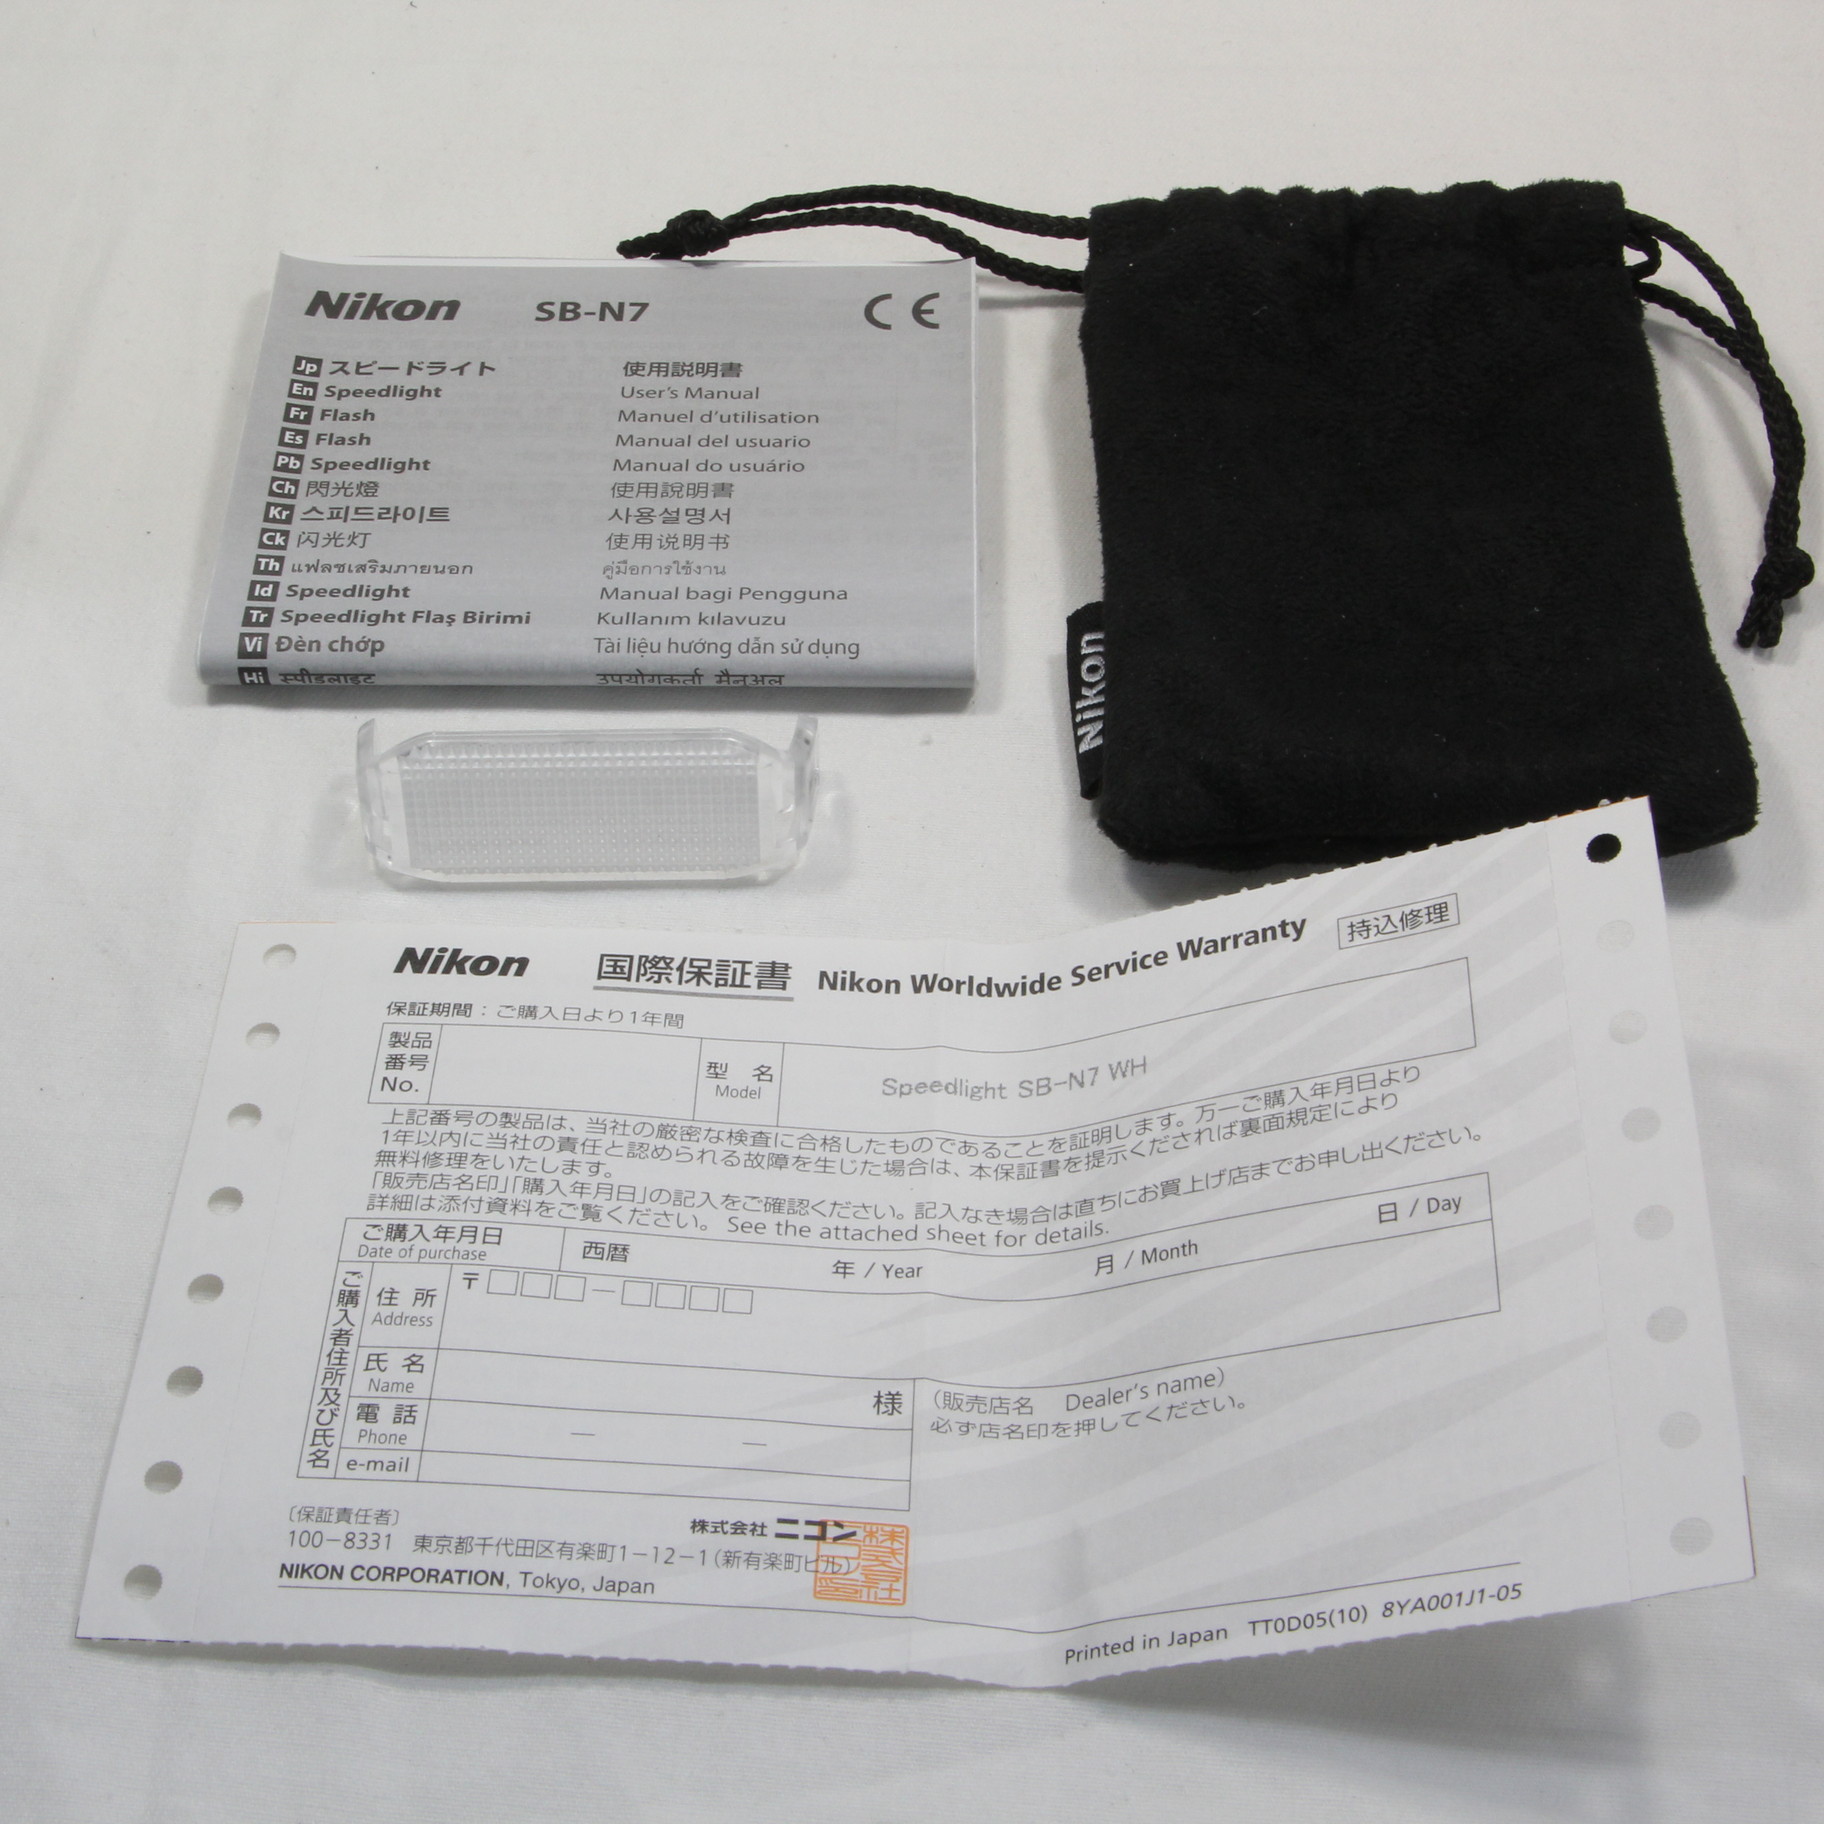 Nikon SB-N7 CE
Jp スピードライト 使用説明書
En Speedlight User's Manual
Fr Flash Manuel d'utilisation
Es Flash Manual del usuario
Pb Speedlight Manual do usuário
Ch 閃光燈 使用說明書
Kr 스피드라이트 사용설명서
Ck 闪光灯 使用说明书
Th แฟลชเสริมภายนอก คู่มือการใช้งาน
Id Speedlight Manual bagi Pengguna
Tr Speedlight Flaş Birimi Kullanım kılavuzu
Vi Đèn chớp Tài liệu hướng dẫn sử dụng
Hi स्पीडलाइट उपयोगकर्ता मैनुअल
Nikon
Nikon 国際保証書 Nikon Worldwide Service Warranty 持込修理
保証期間：ご購入日より1年間
製品番号 No. 型名 Model Speedlight SB-N7 WH
上記番号の製品は、当社の厳密な検査に合格したものであることを証明します。万一ご購入年月日より
1年以内に当社の責任と認められる故障を生じた場合は、本保証書を提示くだされば裏面規定により
無料修理をいたします。
「販売店名印」「購入年月日」の記入をご確認ください。記入なき場合は直ちにお買上げ店までお申し出ください。
詳細は添付資料をご覧ください。 See the attached sheet for details.
ご購入年月日 Date of purchase 西暦 年 / Year 月 / Month 日 / Day
ご購入者住所及び氏名
住所 Address 〒
氏名 Name 様
電話 Phone
e-mail
(販売店名 Dealer's name)
必ず店名印を押してください。
〔保証責任者〕 株式会社 ニコン
100-8331 東京都千代田区有楽町1-12-1(新有楽町ビル)
NIKON CORPORATION, Tokyo, Japan
Printed in Japan TT0D05(10) 8YA001J1-05